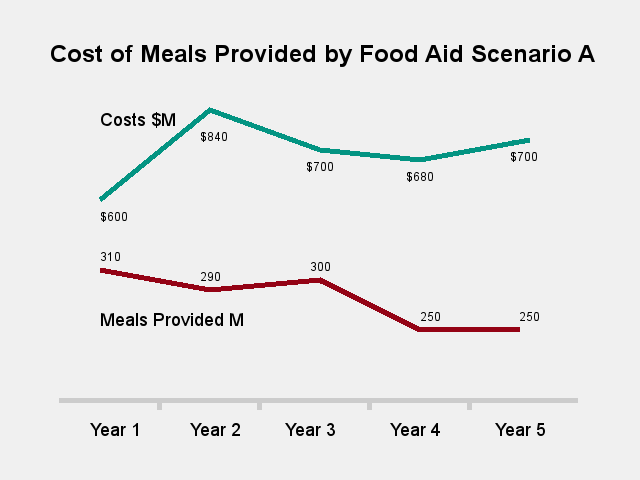 Cost of Meals Provided by Food Aid Scenario A
Costs $M
$600
$840
$700
$680
$700
310
290
300
250
250
Meals Provided M
Year 1
Year 2
Year 3
Year 4
Year 5